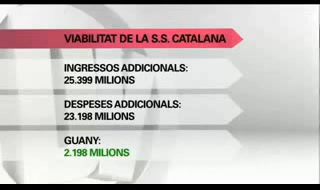 VIABILITAT DE LA S.S. CATALANA
INGRESSOS ADDICIONALS:
25.399 MILIONS
DESPESES ADDICIONALS:
23.198 MILIONS
GUANY:
2.198 MILIONS